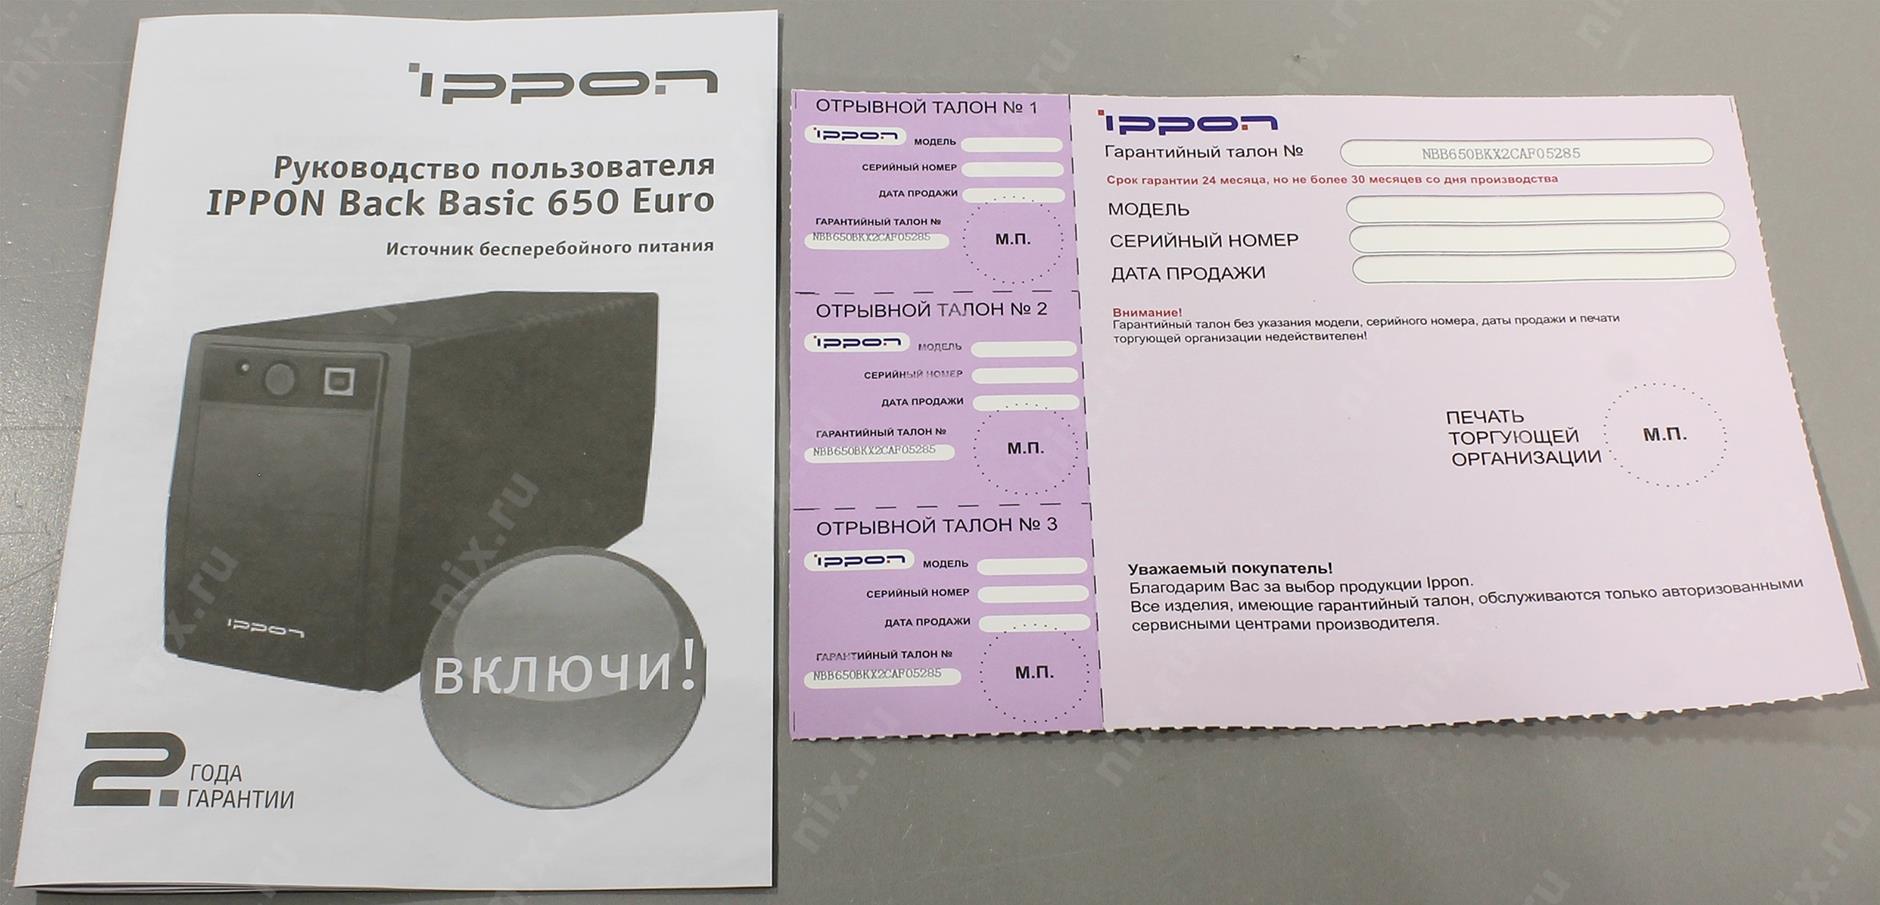 ippon
Руководство пользователя
IPPON Back Basic 650 Euro
Источник бесперебойного питания
ippon
включи!
2 ГОДА
ГАРАНТИИ
ОТРЫВНОЙ ТАЛОН № 1
ippon МОДЕЛЬ
СЕРИЙНЫЙ НОМЕР
ДАТА ПРОДАЖИ
ГАРАНТИЙНЫЙ ТАЛОН №
NBB650BKX2CAF05285
М.П.
ОТРЫВНОЙ ТАЛОН № 2
ippon МОДЕЛЬ
СЕРИЙНЫЙ НОМЕР
ДАТА ПРОДАЖИ
ГАРАНТИЙНЫЙ ТАЛОН №
NBB650BKX2CAF05285
М.П.
ОТРЫВНОЙ ТАЛОН № 3
ippon МОДЕЛЬ
СЕРИЙНЫЙ НОМЕР
ДАТА ПРОДАЖИ
ГАРАНТИЙНЫЙ ТАЛОН №
NBB650BKX2CAF05285
М.П.
ippon
Гарантийный талон № NBB650BKX2CAF05285
Срок гарантии 24 месяца, но не более 30 месяцев со дня производства
МОДЕЛЬ
СЕРИЙНЫЙ НОМЕР
ДАТА ПРОДАЖИ
Внимание!
Гарантийный талон без указания модели, серийного номера, даты продажи и печати
торгующей организации недействителен!
ПЕЧАТЬ
ТОРГУЮЩЕЙ
ОРГАНИЗАЦИИ
М.П.
Уважаемый покупатель!
Благодарим Вас за выбор продукции Ippon.
Все изделия, имеющие гарантийный талон, обслуживаются только авторизованными
сервисными центрами производителя.
nix.ru